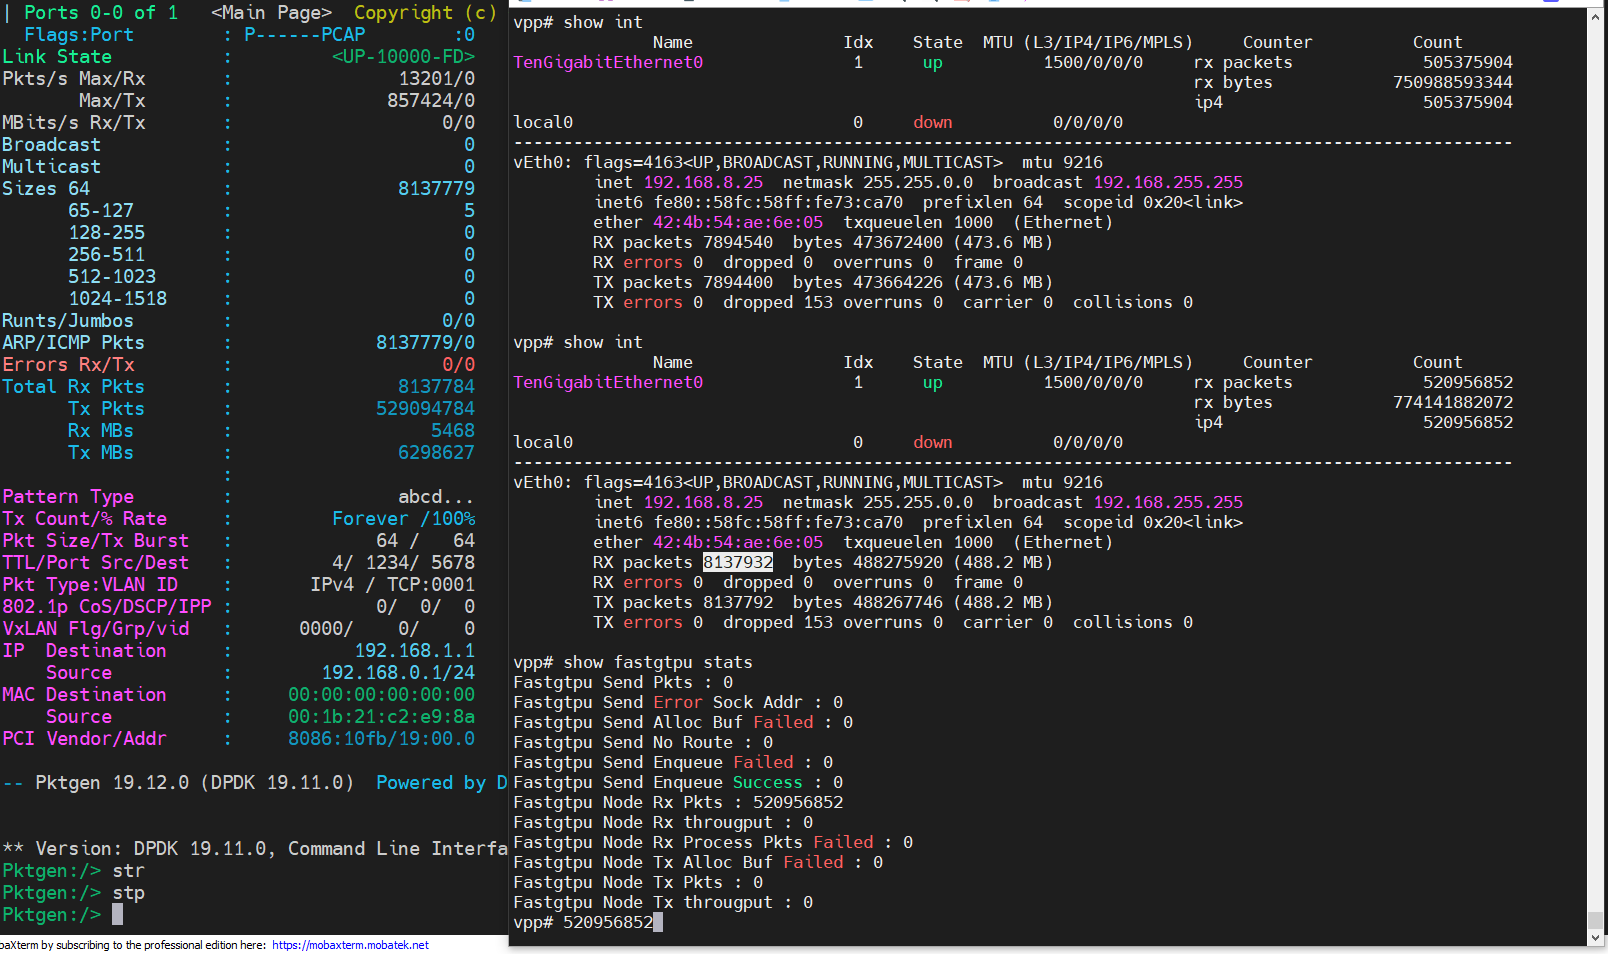 | Ports 0-0 of 1   <Main Page>  Copyright (c)
  Flags:Port        : P------PCAP        :0
Link State          :         <UP-10000-FD>
Pkts/s Max/Rx       :               13201/0
       Max/Tx       :              857424/0
MBits/s Rx/Tx       :                   0/0
Broadcast           :                     0
Multicast           :                     0
Sizes 64            :               8137779
      65-127        :                     5
      128-255       :                     0
      256-511       :                     0
      512-1023      :                     0
      1024-1518     :                     0
Runts/Jumbos        :                   0/0
ARP/ICMP Pkts       :             8137779/0
Errors Rx/Tx        :                   0/0
Total Rx Pkts       :               8137784
      Tx Pkts       :             529094784
      Rx MBs        :                  5468
      Tx MBs        :               6298627
                    :
Pattern Type        :               abcd...
Tx Count/% Rate     :         Forever /100%
Pkt Size/Tx Burst   :             64 /   64
TTL/Port Src/Dest   :         4/ 1234/ 5678
Pkt Type:VLAN ID    :       IPv4 / TCP:0001
802.1p CoS/DSCP/IPP :             0/  0/  0
VxLAN Flg/Grp/vid   :      0000/    0/    0
IP  Destination     :           192.168.1.1
    Source          :        192.168.0.1/24
MAC Destination     :     00:00:00:00:00:00
    Source          :     00:1b:21:c2:e9:8a
PCI Vendor/Addr     :     8086:10fb/19:00.0
-- Pktgen 19.12.0 (DPDK 19.11.0)  Powered by D
** Version: DPDK 19.11.0, Command Line Interfa
Pktgen:/> str
Pktgen:/> stp
Pktgen:/>
baXterm by subscribing to the professional edition here: https://mobaxterm.mobatek.net
vpp# show int
              Name               Idx    State  MTU (L3/IP4/IP6/MPLS)     Counter          Count
TenGigabitEthernet0               1      up          1500/0/0/0     rx packets             505375904
                                                                    rx bytes            750988593344
                                                                    ip4                    505375904
local0                            0     down          0/0/0/0
----------------------------------------------------------------------------------------------------
vEth0: flags=4163<UP,BROADCAST,RUNNING,MULTICAST>  mtu 9216
        inet 192.168.8.25  netmask 255.255.0.0  broadcast 192.168.255.255
        inet6 fe80::58fc:58ff:fe73:ca70  prefixlen 64  scopeid 0x20<link>
        ether 42:4b:54:ae:6e:05  txqueuelen 1000  (Ethernet)
        RX packets 7894540  bytes 473672400 (473.6 MB)
        RX errors 0  dropped 0  overruns 0  frame 0
        TX packets 7894400  bytes 473664226 (473.6 MB)
        TX errors 0  dropped 153 overruns 0  carrier 0  collisions 0
vpp# show int
              Name               Idx    State  MTU (L3/IP4/IP6/MPLS)     Counter          Count
TenGigabitEthernet0               1      up          1500/0/0/0     rx packets             520956852
                                                                    rx bytes            774141882072
                                                                    ip4                    520956852
local0                            0     down          0/0/0/0
----------------------------------------------------------------------------------------------------
vEth0: flags=4163<UP,BROADCAST,RUNNING,MULTICAST>  mtu 9216
        inet 192.168.8.25  netmask 255.255.0.0  broadcast 192.168.255.255
        inet6 fe80::58fc:58ff:fe73:ca70  prefixlen 64  scopeid 0x20<link>
        ether 42:4b:54:ae:6e:05  txqueuelen 1000  (Ethernet)
        RX packets 8137932  bytes 488275920 (488.2 MB)
        RX errors 0  dropped 0  overruns 0  frame 0
        TX packets 8137792  bytes 488267746 (488.2 MB)
        TX errors 0  dropped 153 overruns 0  carrier 0  collisions 0
vpp# show fastgtpu stats
Fastgtpu Send Pkts : 0
Fastgtpu Send Error Sock Addr : 0
Fastgtpu Send Alloc Buf Failed : 0
Fastgtpu Send No Route : 0
Fastgtpu Send Enqueue Failed : 0
Fastgtpu Send Enqueue Success : 0
Fastgtpu Node Rx Pkts : 520956852
Fastgtpu Node Rx througput : 0
Fastgtpu Node Rx Process Pkts Failed : 0
Fastgtpu Node Tx Alloc Buf Failed : 0
Fastgtpu Node Tx Pkts : 0
Fastgtpu Node Tx througput : 0
vpp# 520956852